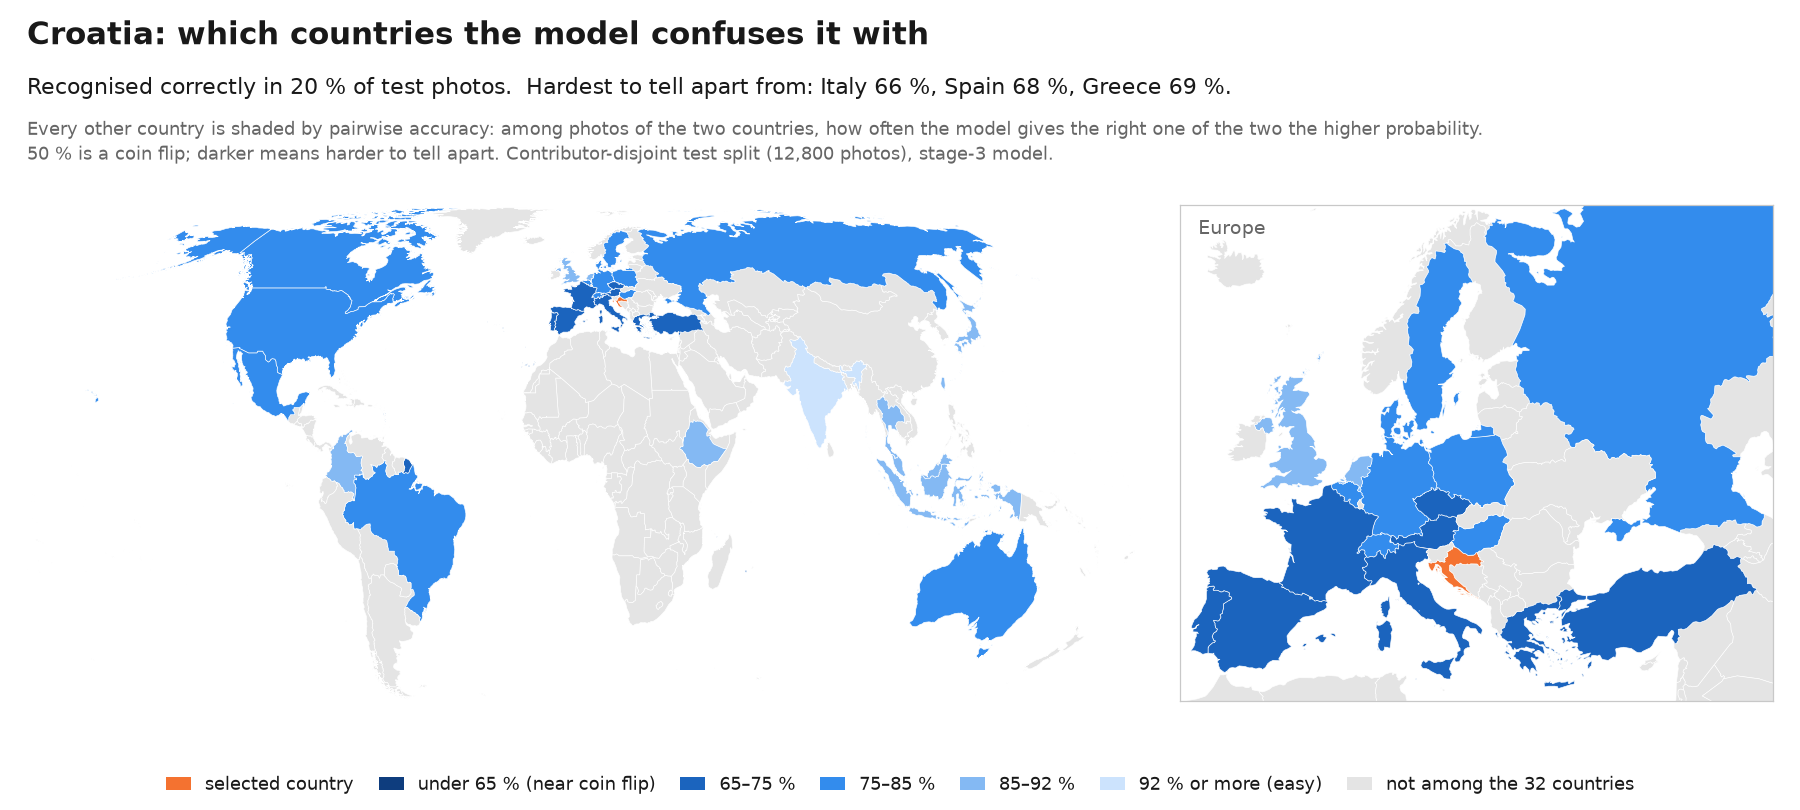 Croatia: which countries the model confuses it with
Recognised correctly in 20 % of test photos.  Hardest to tell apart from: Italy 66 %, Spain 68 %, Greece 69 %.
Every other country is shaded by pairwise accuracy: among photos of the two countries, how often the model gives the right one of the two the higher probability.
50 % is a coin flip; darker means harder to tell apart. Contributor-disjoint test split (12,800 photos), stage-3 model.
Europe
selected country
under 65 % (near coin flip)
65–75 %
75–85 %
85–92 %
92 % or more (easy)
not among the 32 countries